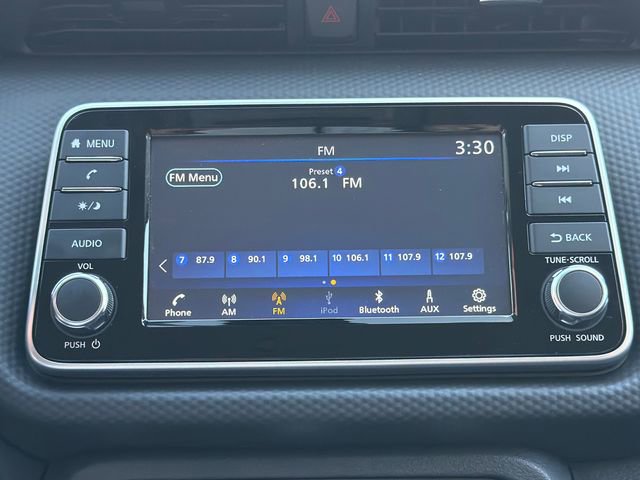 MENU
AUDIO
VOL
PUSH
FM
3:30
FM Menu
Preset 4
106.1 FM
7 87.9 8 90.1 9 98.1 10 106.1 11 107.9 12 107.9
Phone AM FM iPod Bluetooth AUX Settings
DISP
BACK
TUNE·SCROLL
PUSH SOUND